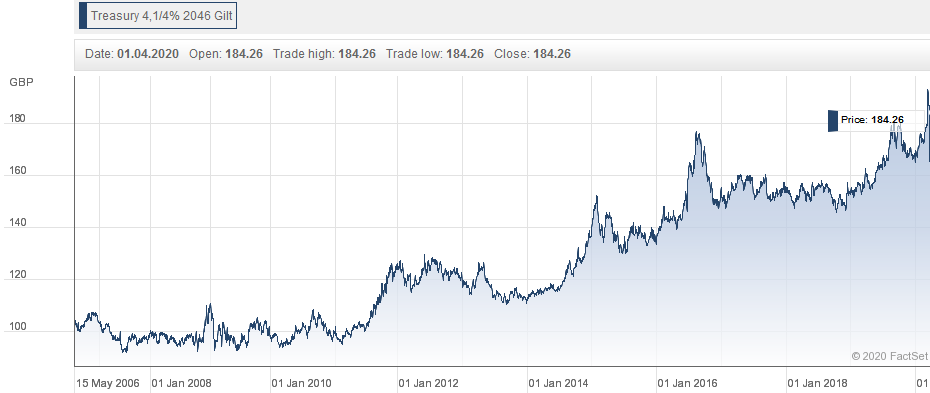 Treasury 4,1/4% 2046 Gilt
Date: 01.04.2020 Open: 184.26 Trade high: 184.26 Trade low: 184.26 Close: 184.26
GBP
180
Price: 184.26
160
140
120
100
© 2020 FactSet
15 May 2006 01 Jan 2008 01 Jan 2010 01 Jan 2012 01 Jan 2014 01 Jan 2016 01 Jan 2018 01